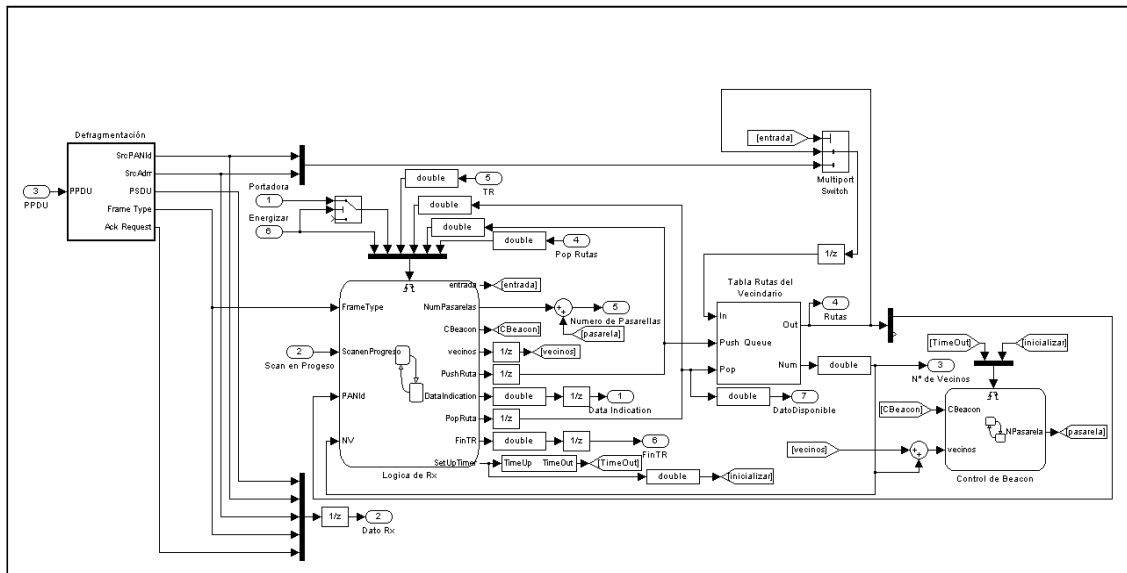 Defragmentación
SrcPANId
SrcAdrr
PPDU
PSDU
Frame Type
Ack Request
3
PPDU
Portadora
1
Energizar
6
double
5
TR
double
double
double
4
Pop Rutas
[entrada]
Multiport
Switch
1/z
FrameType
ScanenProgreso
PANId
NV
entrada
NumPasarelas
CBeacon
vecinos
PushRuta
DataIndication
PopRuta
FinTR
SetUpTimer
Logica de Rx
2
Scan en Progeso
[entrada]
5
Numero de Pasarellas
[pasarela]
[CBeacon]
1/z
[vecinos]
1/z
double
1/z
1
Data Indication
1/z
double
1/z
6
FinTR
TimeUp
TimeOut
[TimeOut]
double
[inicializar]
Tabla Rutas del
Vecindario
In
Push Queue
Pop
Out
Num
4
Rutas
double
3
Nº de Vecinos
double
7
DatoDisponible
[TimeOut]
[inicializar]
[CBeacon]
CBeacon
NPasarela
vecinos
[pasarela]
[vecinos]
Control de Beacon
1/z
2
Dato Rx